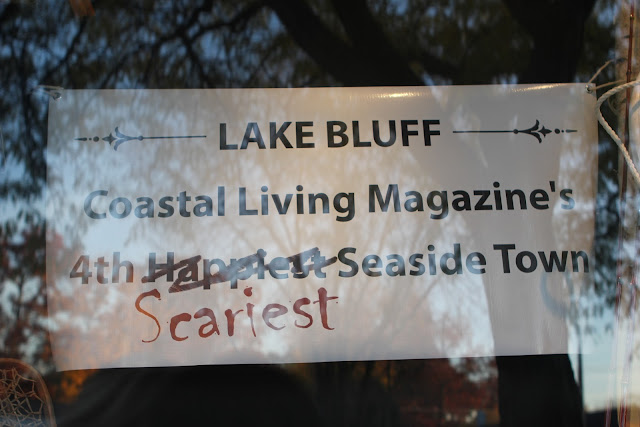 LAKE BLUFF
Coastal Living Magazine's
4th Happiest Seaside Town
Scariest